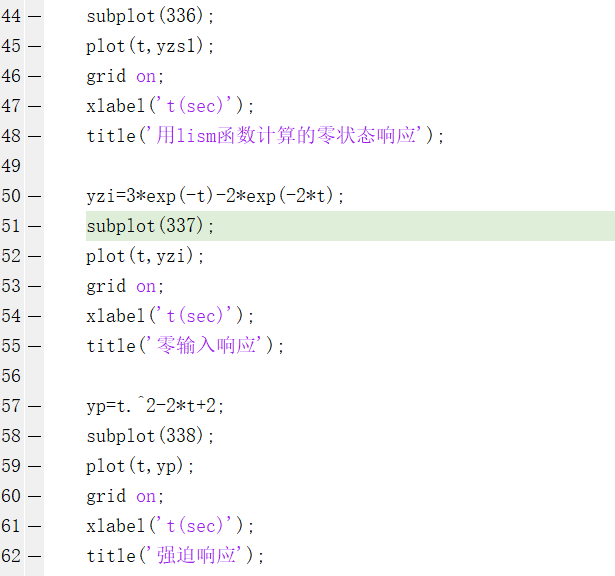 44 — subplot(336);
45 — plot(t,yzs1);
46 — grid on;
47 — xlabel('t(sec)');
48 — title('用lism函数计算的零状态响应');
49
50 — yzi=3*exp(-t)-2*exp(-2*t);
51 — subplot(337);
52 — plot(t,yzi);
53 — grid on;
54 — xlabel('t(sec)');
55 — title('零输入响应');
56
57 — yp=t.^2-2*t+2;
58 — subplot(338);
59 — plot(t,yp);
60 — grid on;
61 — xlabel('t(sec)');
62 — title('强迫响应');